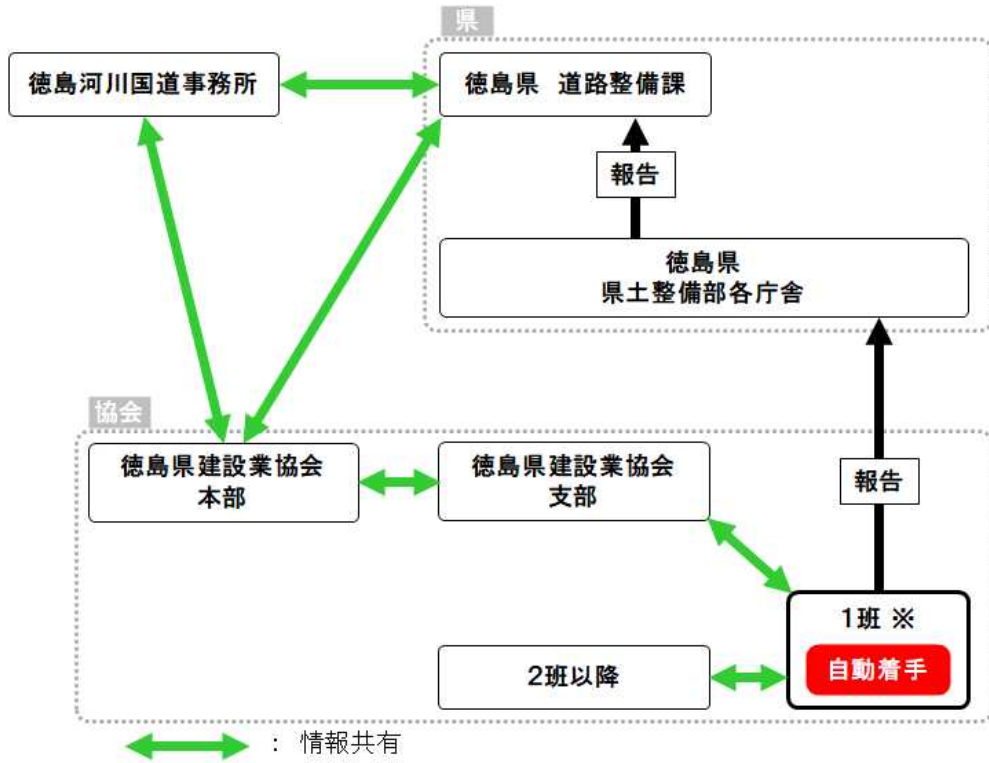 県
徳島河川国道事務所
徳島県 道路整備課
報告
徳島県
県土整備部各庁舎
協会
徳島県建設業協会
本部
徳島県建設業協会
支部
報告
1班 ※
自動着手
2班以降
： 情報共有